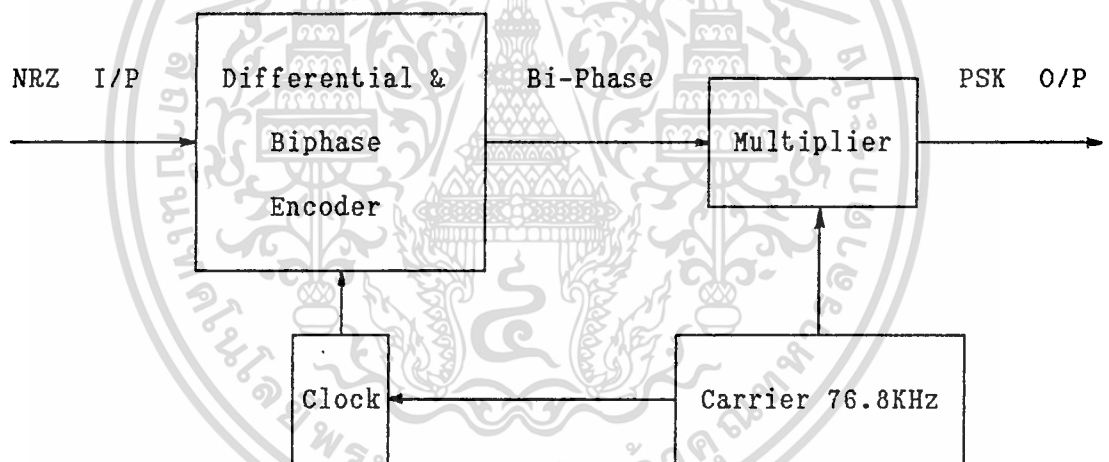 NRZ I/P
Differential &
Biphase
Encoder
Bi-Phase
Multiplier
PSK O/P
Clock
Carrier 76.8KHz